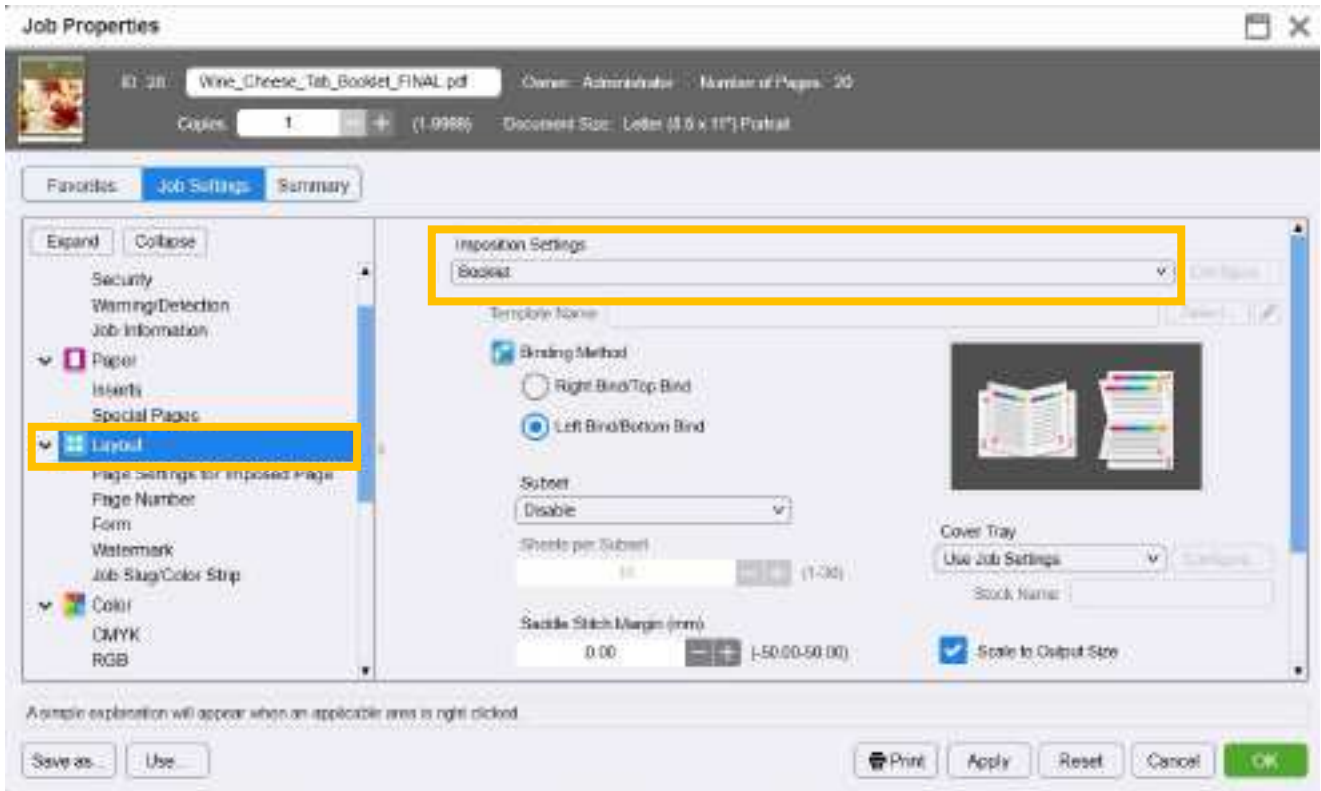 Job Properties
ID 20 Wine_Cheese_Tab_Booklet_FINAL.pdf Owner Administrator Number of Pages 20
Copies 1 (1-9999) Document Size Letter (8.5 x 11") Portrait
Favorites Job Settings Summary
Expand Collapse
Security
Warning/Detection
Job Information
Paper
Inserts
Special Pages
Layout
Page Settings for Imposed Page
Page Number
Form
Watermark
Job Slug/Color Strip
Color
CMYK
RGB
Imposition Settings
Booklet Configure...
Template Name Select...
Binding Method
Right Bind/Top Bind
Left Bind/Bottom Bind
Subset
Disable
Sheets per Subset
(1-30)
Saddle Stitch Margin (mm)
0.00 (-50.00-50.00)
Cover Tray
Use Job Settings
Stock Name
Scale to Output Size
A simple explanation will appear when an applicable area is right clicked.
Save as... Use... Print Apply Reset Cancel OK